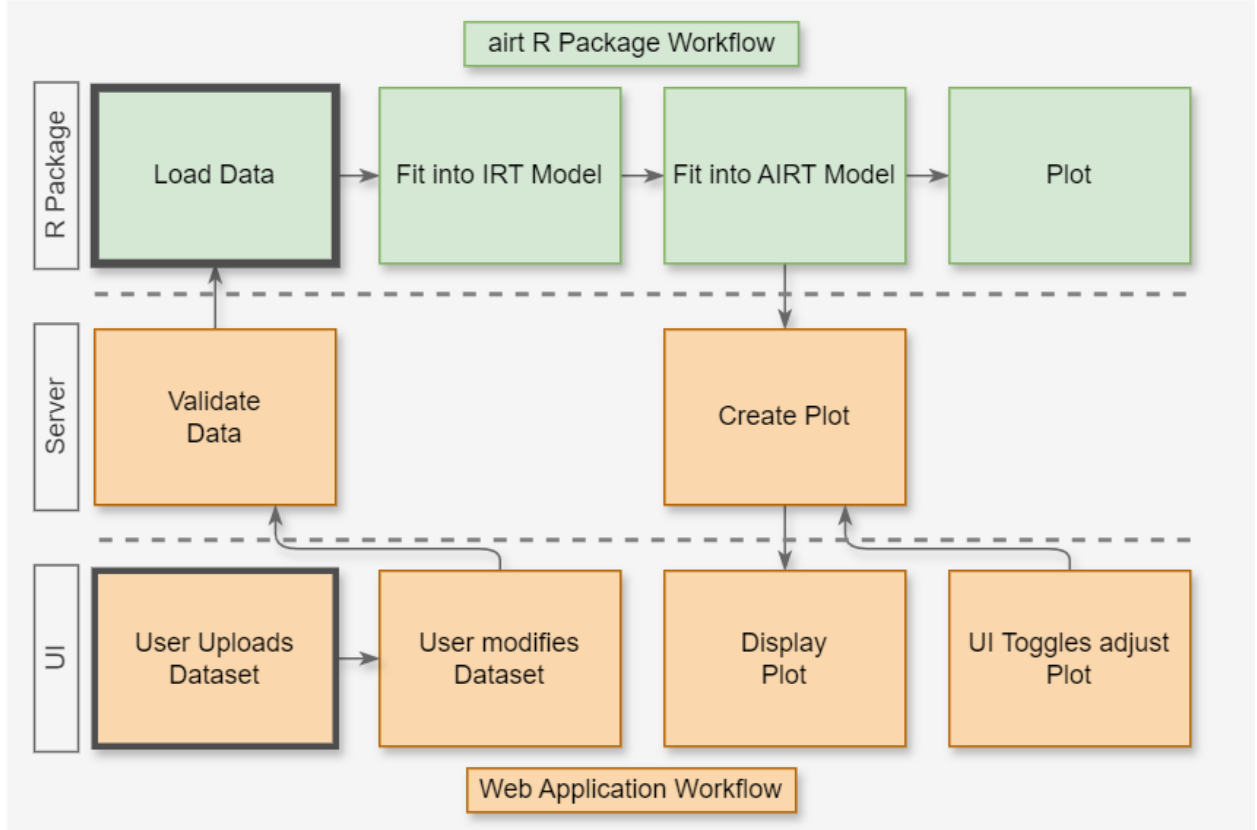 airt R Package Workflow
R Package
Load Data
Fit into IRT Model
Fit into AIRT Model
Plot
Server
Validate
Data
Create Plot
UI
User Uploads
Dataset
User modifies
Dataset
Display
Plot
UI Toggles adjust
Plot
Web Application Workflow